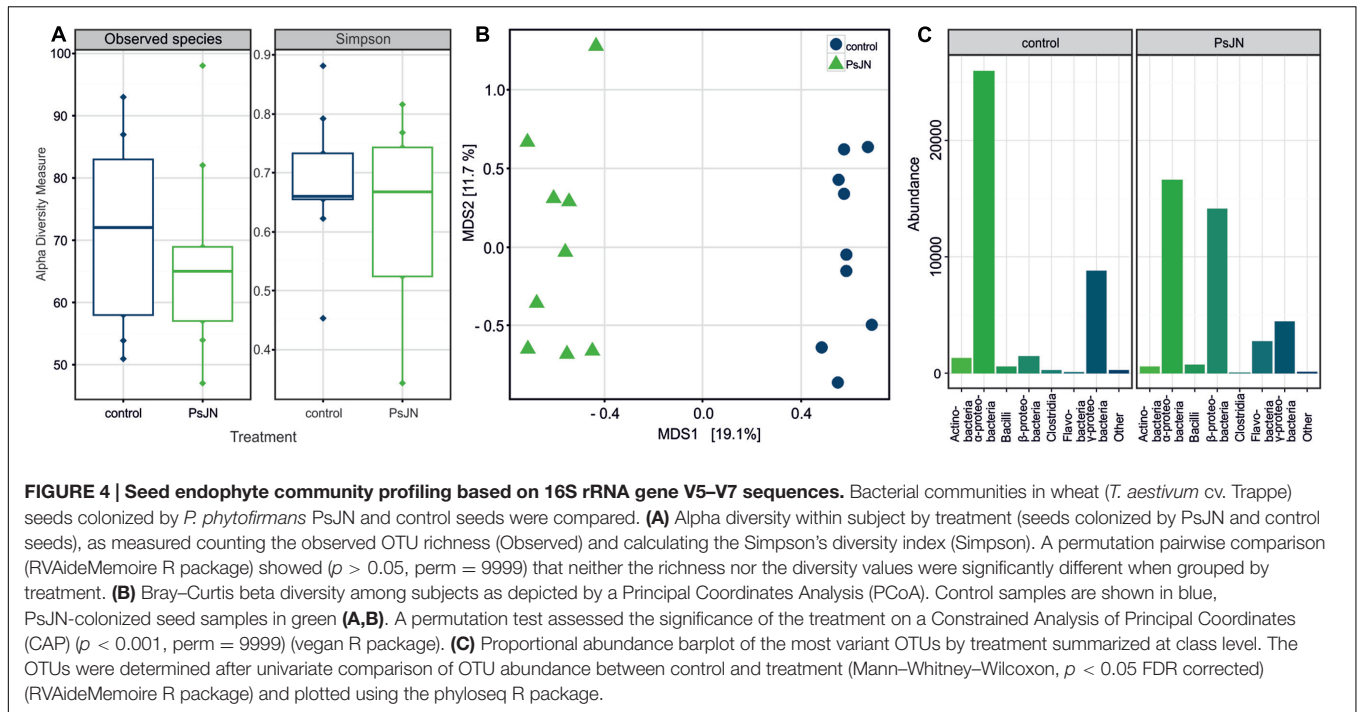 A
Observed species
Simpson
100
90
80
70
60
50
Alpha Diversity Measure
0.9
0.8
0.7
0.6
0.5
0.4
control
PsJN
control
PsJN
Treatment
B
control
PsJN
1.0
0.5
0.0
- 0.5
MDS2 [11.7 %]
- 0.4
0.0
0.4
MDS1 [19.1%]
C
control
PsJN
20000
10000
0
Abundance
Actino-
bacteria
α-proteo-
bacteria
Bacilli
β-proteo-
bacteria
Clostridia
Flavo-
bacteria
γ-proteo-
bacteria
Other
Actino-
bacteria
α-proteo-
bacteria
Bacilli
β-proteo-
bacteria
Clostridia
Flavo-
bacteria
γ-proteo-
bacteria
Other
FIGURE 4 | Seed endophyte community profiling based on 16S rRNA gene V5–V7 sequences. Bacterial communities in wheat (T. aestivum cv. Trappe)
seeds colonized by P. phytofirmans PsJN and control seeds were compared. (A) Alpha diversity within subject by treatment (seeds colonized by PsJN and control
seeds), as measured counting the observed OTU richness (Observed) and calculating the Simpson's diversity index (Simpson). A permutation pairwise comparison
(RVAideMemoire R package) showed (p > 0.05, perm = 9999) that neither the richness nor the diversity values were significantly different when grouped by
treatment. (B) Bray–Curtis beta diversity among subjects as depicted by a Principal Coordinates Analysis (PCoA). Control samples are shown in blue,
PsJN-colonized seed samples in green (A,B). A permutation test assessed the significance of the treatment on a Constrained Analysis of Principal Coordinates
(CAP) (p < 0.001, perm = 9999) (vegan R package). (C) Proportional abundance barplot of the most variant OTUs by treatment summarized at class level. The
OTUs were determined after univariate comparison of OTU abundance between control and treatment (Mann–Whitney–Wilcoxon, p < 0.05 FDR corrected)
(RVAideMemoire R package) and plotted using the phyloseq R package.